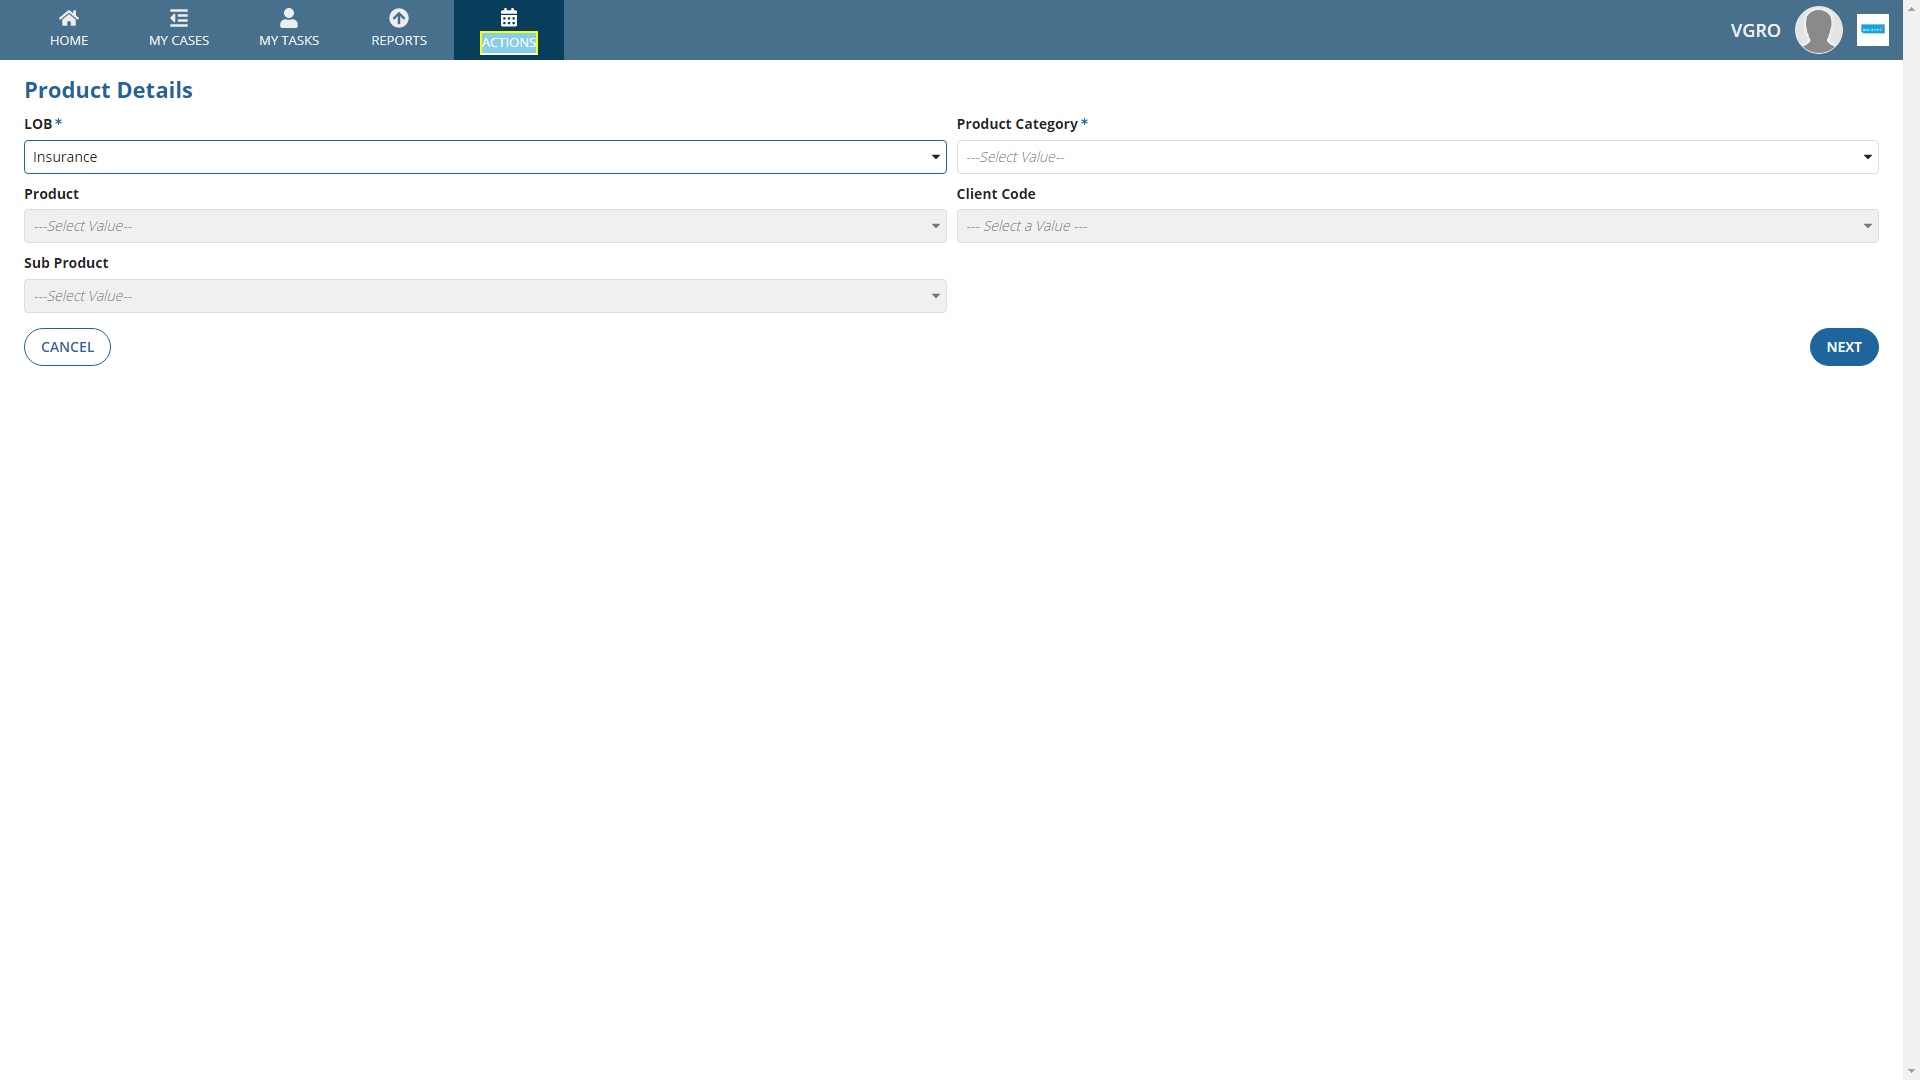 HOME
MY CASES
MY TASKS
REPORTS
ACTIONS
VGRO
Product Details
LOB *
Product Category *
Insurance
---Select Value--
Product
Client Code
---Select Value--
--- Select a Value ---
Sub Product
---Select Value--
CANCEL
NEXT